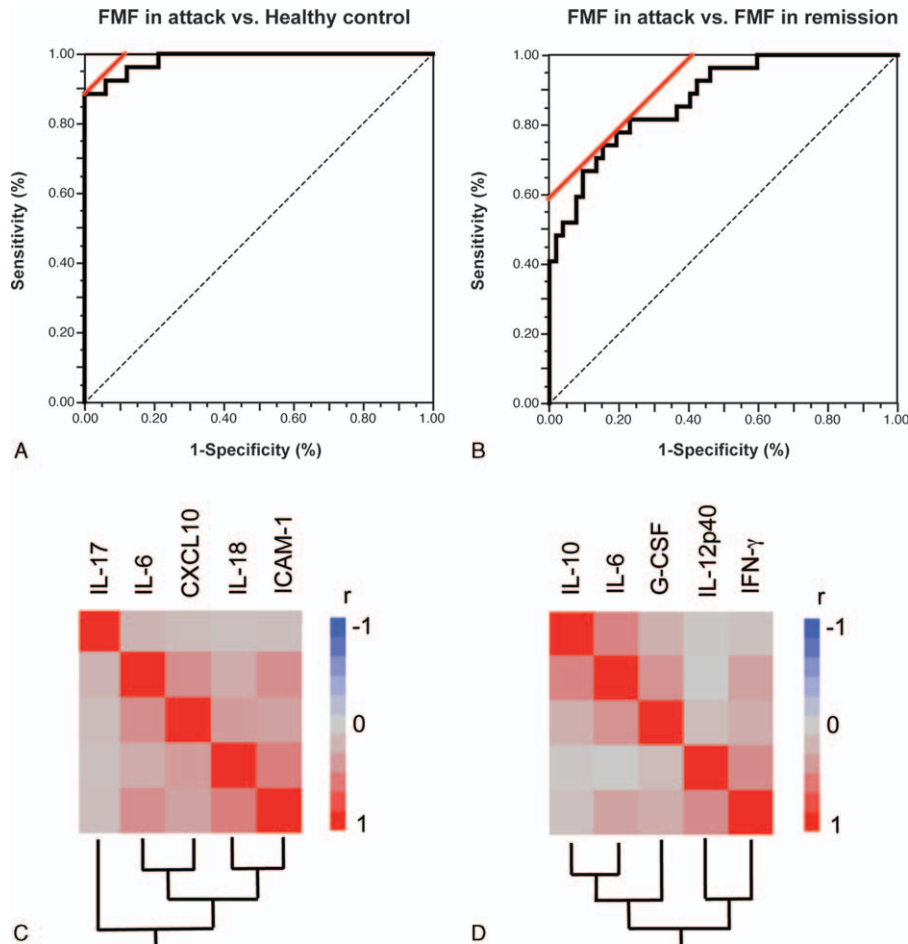 FMF in attack vs. Healthy control
1.00
0.80
0.60
0.40
0.20
0.00
Sensitivity (%)
0.00 0.20 0.40 0.60 0.80 1.00
1-Specificity (%)
A
FMF in attack vs. FMF in remission
1.00
0.80
0.60
0.40
0.20
0.00
Sensitivity (%)
0.00 0.20 0.40 0.60 0.80 1.00
1-Specificity (%)
B
IL-17
IL-6
CXCL10
IL-18
ICAM-1
r
-1
0
1
C
IL-10
IL-6
G-CSF
IL-12p40
IFN-γ
r
-1
0
1
D